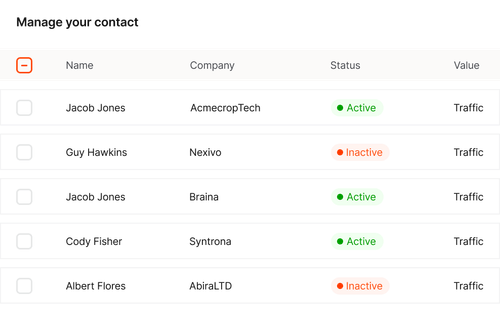 Manage your contact
Name Company Status Value
Jacob Jones AcmecropTech Active Traffic
Guy Hawkins Nexivo Inactive Traffic
Jacob Jones Braina Active Traffic
Cody Fisher Syntrona Active Traffic
Albert Flores AbiraLTD Inactive Traffic